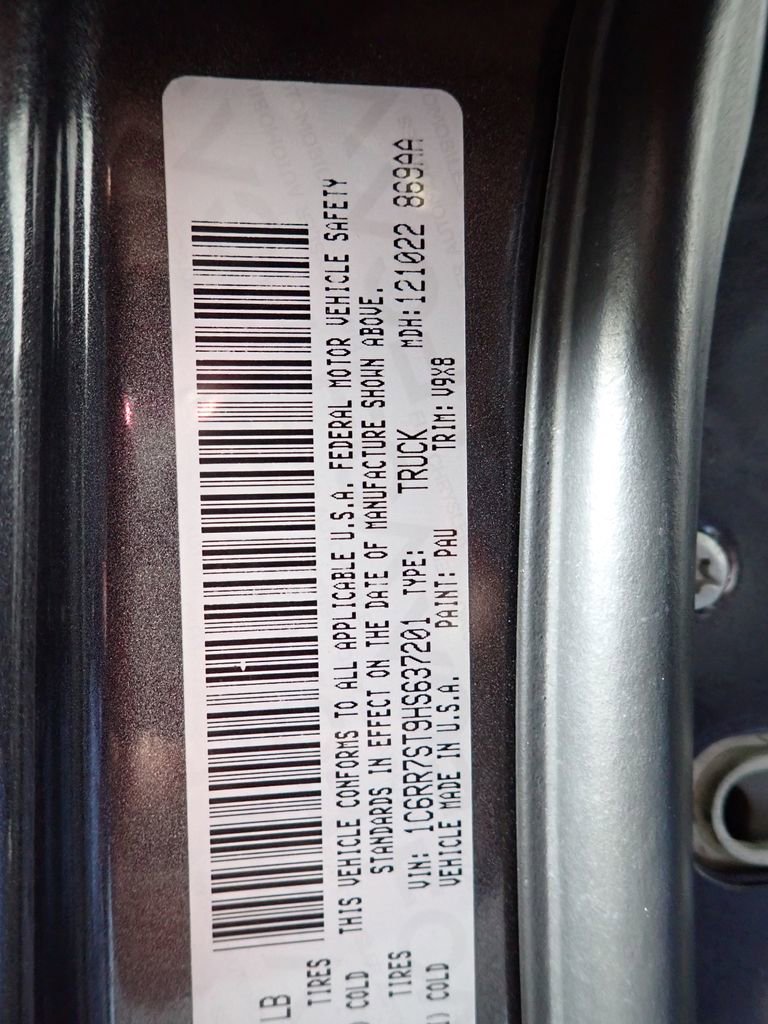 THIS VEHICLE CONFORMS TO ALL APPLICABLE U.S.A. FEDERAL MOTOR VEHICLE SAFETY
STANDARDS IN EFFECT ON THE DATE OF MANUFACTURE SHOWN ABOVE.
VIN: 1C6RR7ST9HS637201 TYPE: TRUCK MDH:121022 869AA
VEHICLE MADE IN U.S.A. PAINT: PAU TRIM: V9X8
LB
TIRES
) COLD
TIRES
) COLD